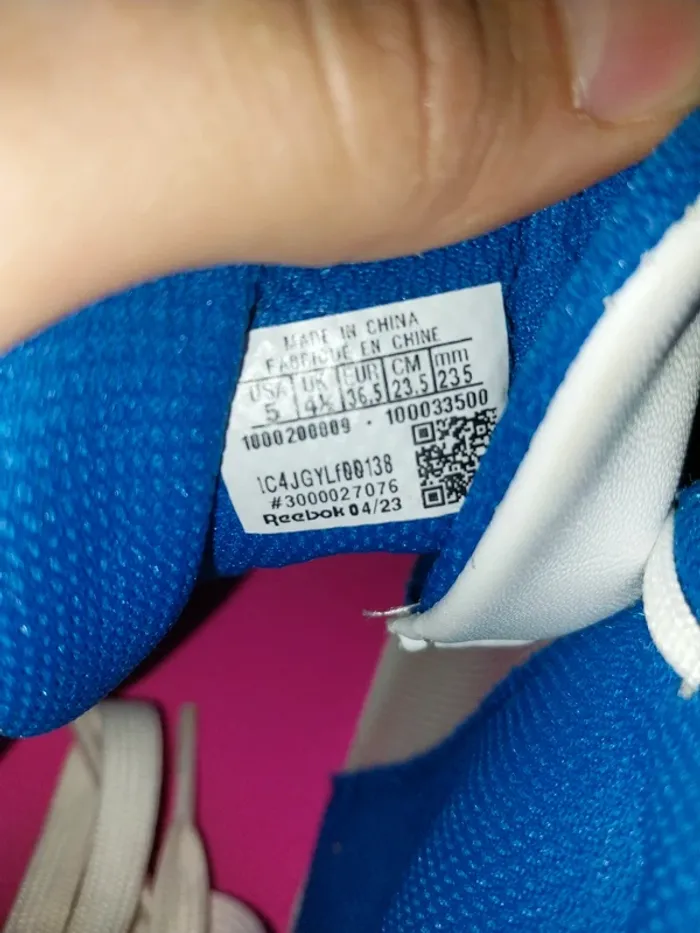 MADE IN CHINA
FABRIQUE EN CHINE
USA UK EUR CM mm
5 4½ 36.5 23.5 235
1000200009 · 100033500
1C4JGYLf00138
#3000027076
Reebok 04/23